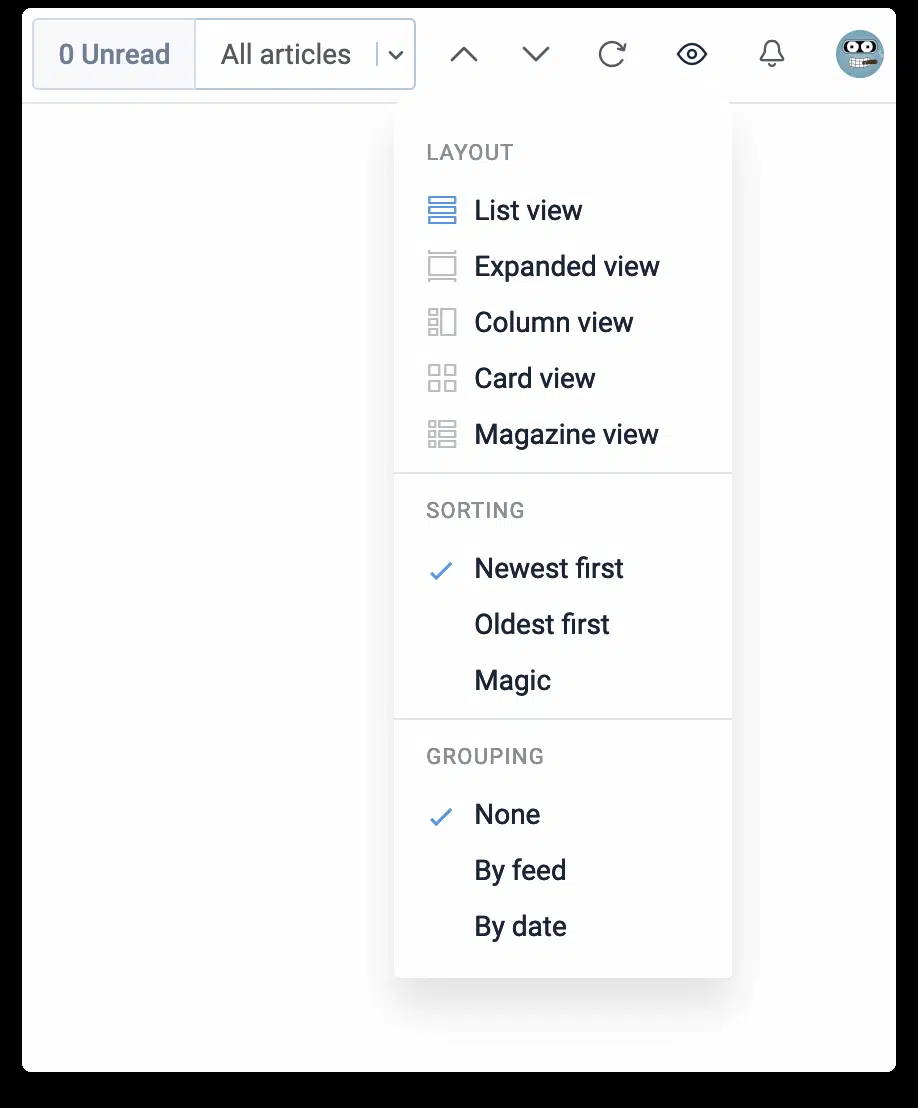 0 Unread All articles
LAYOUT
List view
Expanded view
Column view
Card view
Magazine view
SORTING
Newest first
Oldest first
Magic
GROUPING
None
By feed
By date